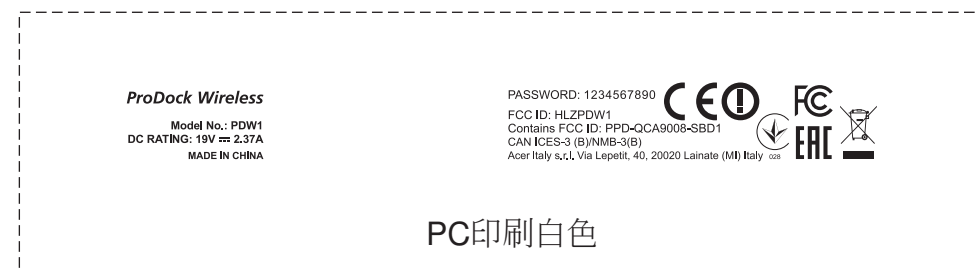 ProDock Wireless
Model No.: PDW1
DC RATING: 19V ⎓ 2.37A
MADE IN CHINA
PASSWORD: 1234567890
FCC ID: HLZPDW1
Contains FCC ID: PPD-QCA9008-SBD1
CAN ICES-3 (B)/NMB-3(B)
Acer Italy s.r.l. Via Lepetit, 40, 20020 Lainate (MI) Italy
CE
FC
028
EAC
PC印刷白色